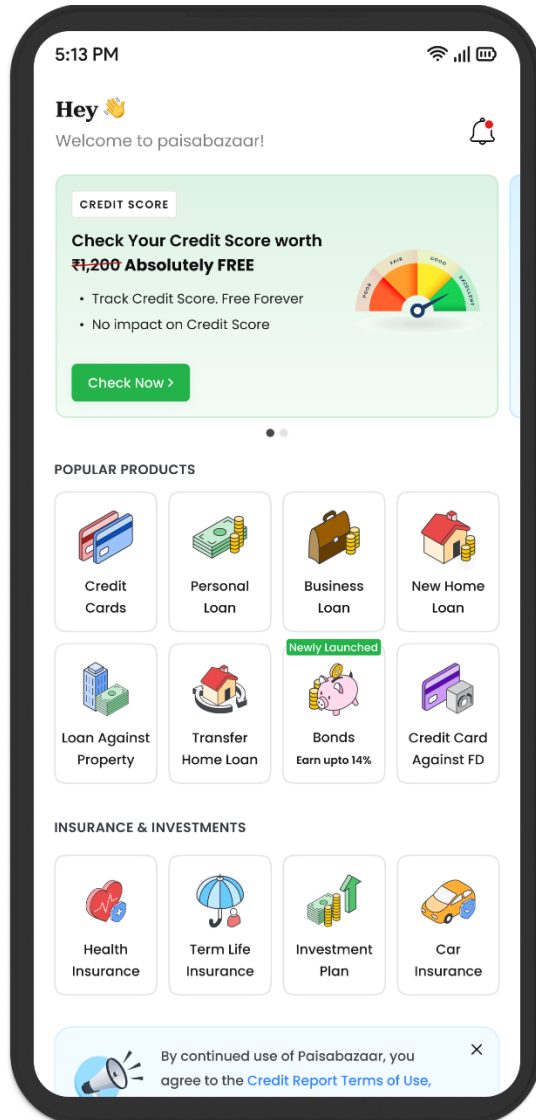 5:13 PM
Hey 👋
Welcome to paisabazaar!
CREDIT SCORE
Check Your Credit Score worth
₹1,200 Absolutely FREE
• Track Credit Score. Free Forever
• No impact on Credit Score
POOR
FAIR
GOOD
EXCELLENT
Check Now >
POPULAR PRODUCTS
Credit
Cards
Personal
Loan
Business
Loan
New Home
Loan
Loan Against
Property
Transfer
Home Loan
Newly Launched
Bonds
Earn upto 14%
Credit Card
Against FD
INSURANCE & INVESTMENTS
Health
Insurance
Term Life
Insurance
Investment
Plan
Car
Insurance
By continued use of Paisabazaar, you
agree to the Credit Report Terms of Use,